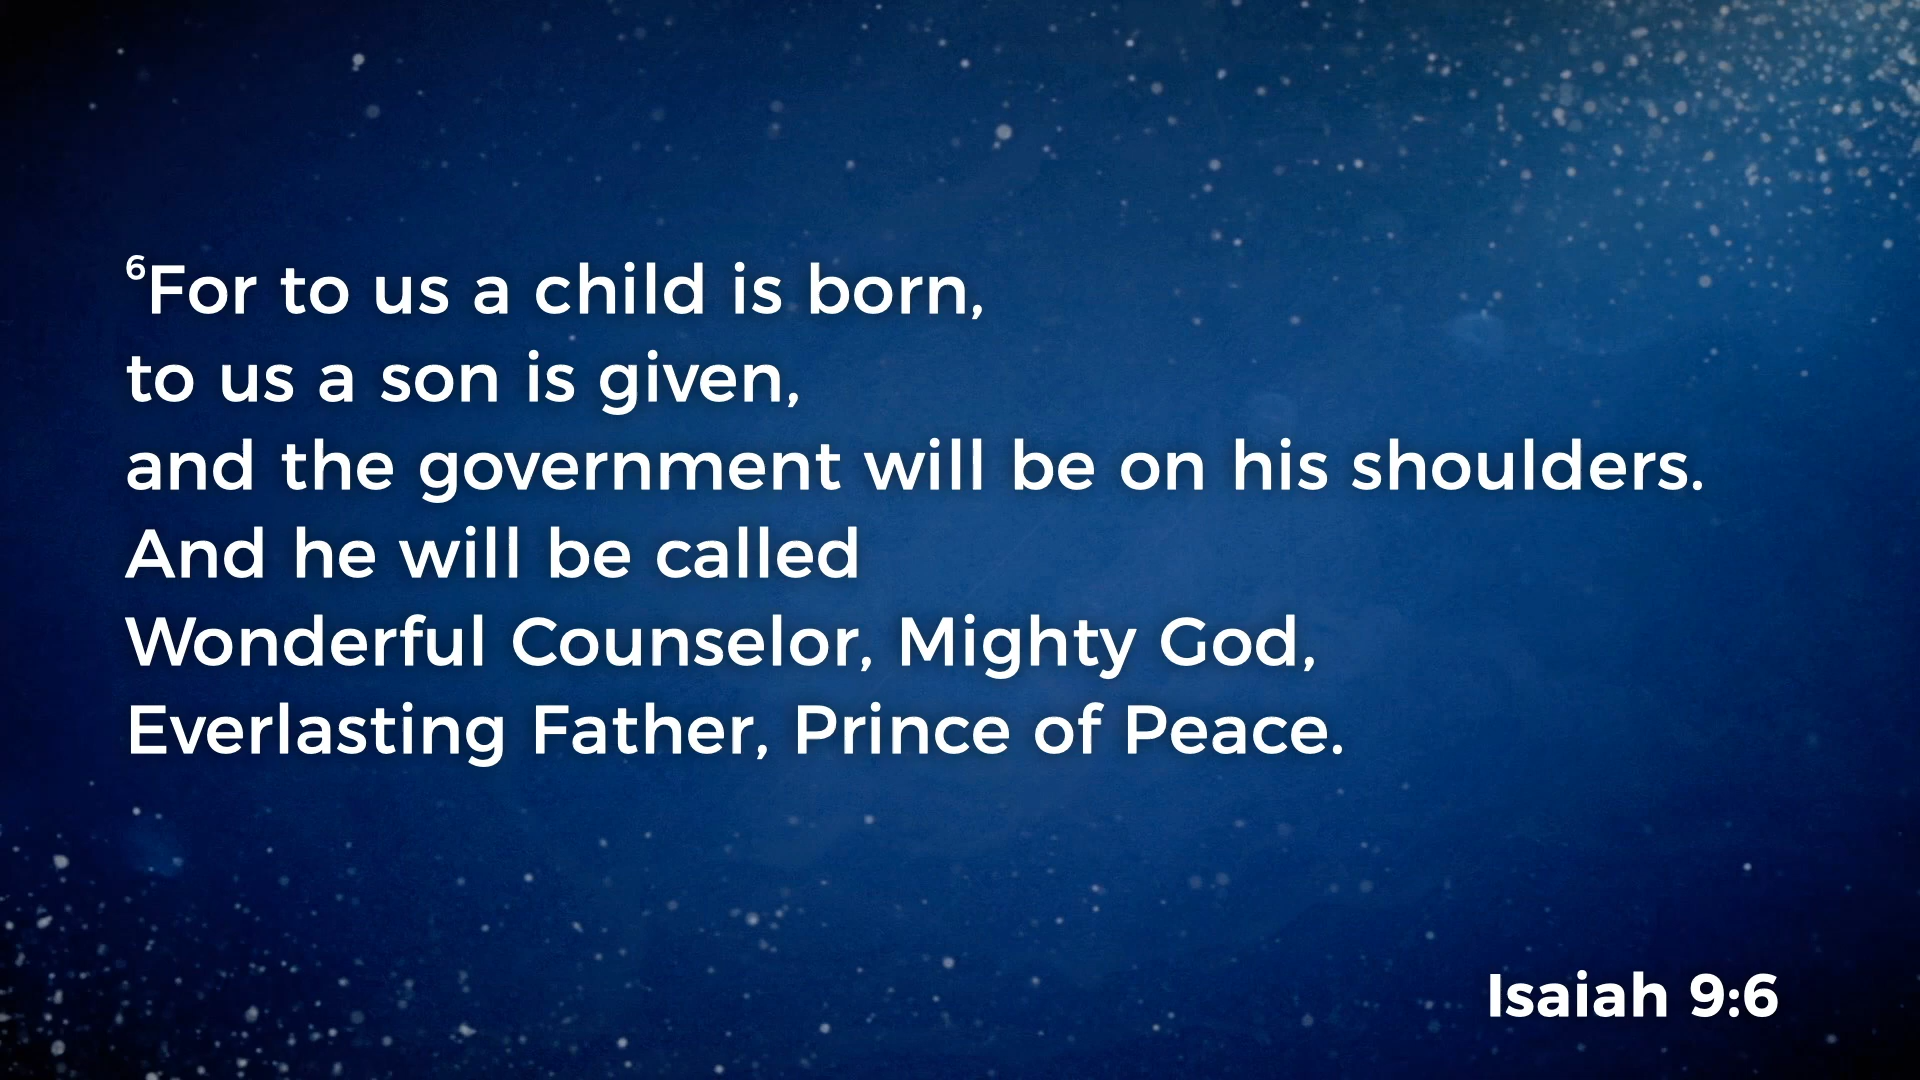 ⁶For to us a child is born,
to us a son is given,
and the government will be on his shoulders.
And he will be called
Wonderful Counselor, Mighty God,
Everlasting Father, Prince of Peace.
Isaiah 9:6